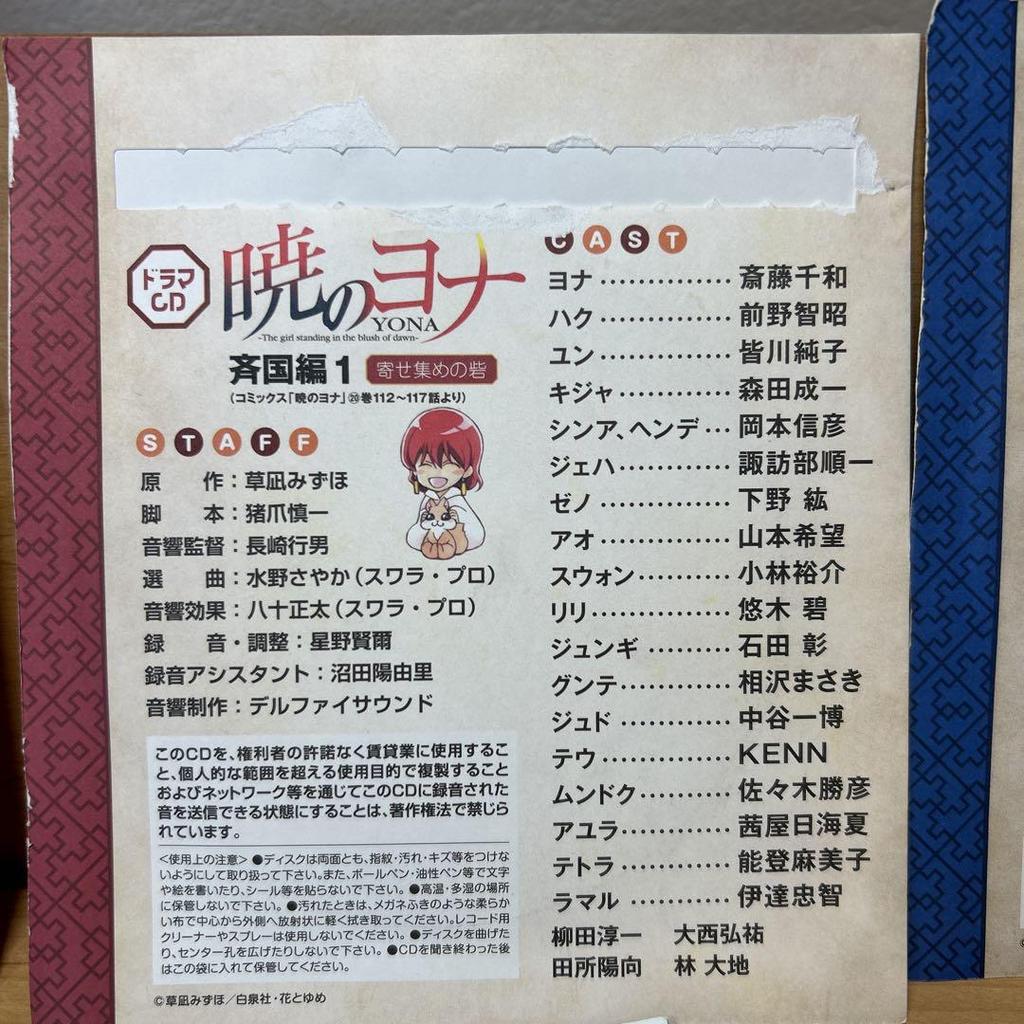 ドラマ
CD
暁のヨナ
YONA
-The girl standing in the blush of dawn-
斉国編1 寄せ集めの砦
(コミックス「暁のヨナ」⑳巻112~117話より)
STAFF
原 作:草凪みずほ
脚 本:猪爪慎一
音響監督:長崎行男
選 曲:水野さやか(スワラ・プロ)
音響効果:八十正太(スワラ・プロ)
録 音・調整:星野賢爾
録音アシスタント:沼田陽由里
音響制作:デルファイサウンド
このCDを、権利者の許諾なく賃貸業に使用するこ
と、個人的な範囲を超える使用目的で複製すること
およびネットワーク等を通じてこのCDに録音された
音を送信できる状態にすることは、著作権法で禁じら
れています。
<使用上の注意>●ディスクは両面とも、指紋・汚れ・キズ等をつけな
いようにして取り扱って下さい。また、ボールペン・油性ペン等で文字
や絵を書いたり、シール等を貼らないで下さい。●高温・多湿の場所
に保管しないで下さい。●汚れたときは、メガネふきのような柔らか
い布で中心から外側へ放射状に軽く拭き取ってください。レコード用
クリーナーやスプレーは使用しないでください。●ディスクを曲げた
り、センター孔を広げたりしないで下さい。●CDを聞き終わった後
はこの袋に入れて保管してください。
©草凪みずほ/白泉社・花とゆめ
CAST
ヨナ…………… 斎藤千和
ハク…………… 前野智昭
ユン…………… 皆川純子
キジャ………… 森田成一
シンア、ヘンデ… 岡本信彦
ジェハ………… 諏訪部順一
ゼノ…………… 下野 紘
アオ…………… 山本希望
スウォン……… 小林裕介
リリ…………… 悠木 碧
ジュンギ ……… 石田 彰
グンテ………… 相沢まさき
ジュド ………… 中谷一博
テウ…………… KENN
ムンドク……… 佐々木勝彦
アユラ………… 茜屋日海夏
テトラ………… 能登麻美子
ラマル ………… 伊達忠智
柳田淳一 大西弘祐
田所陽向 林 大地